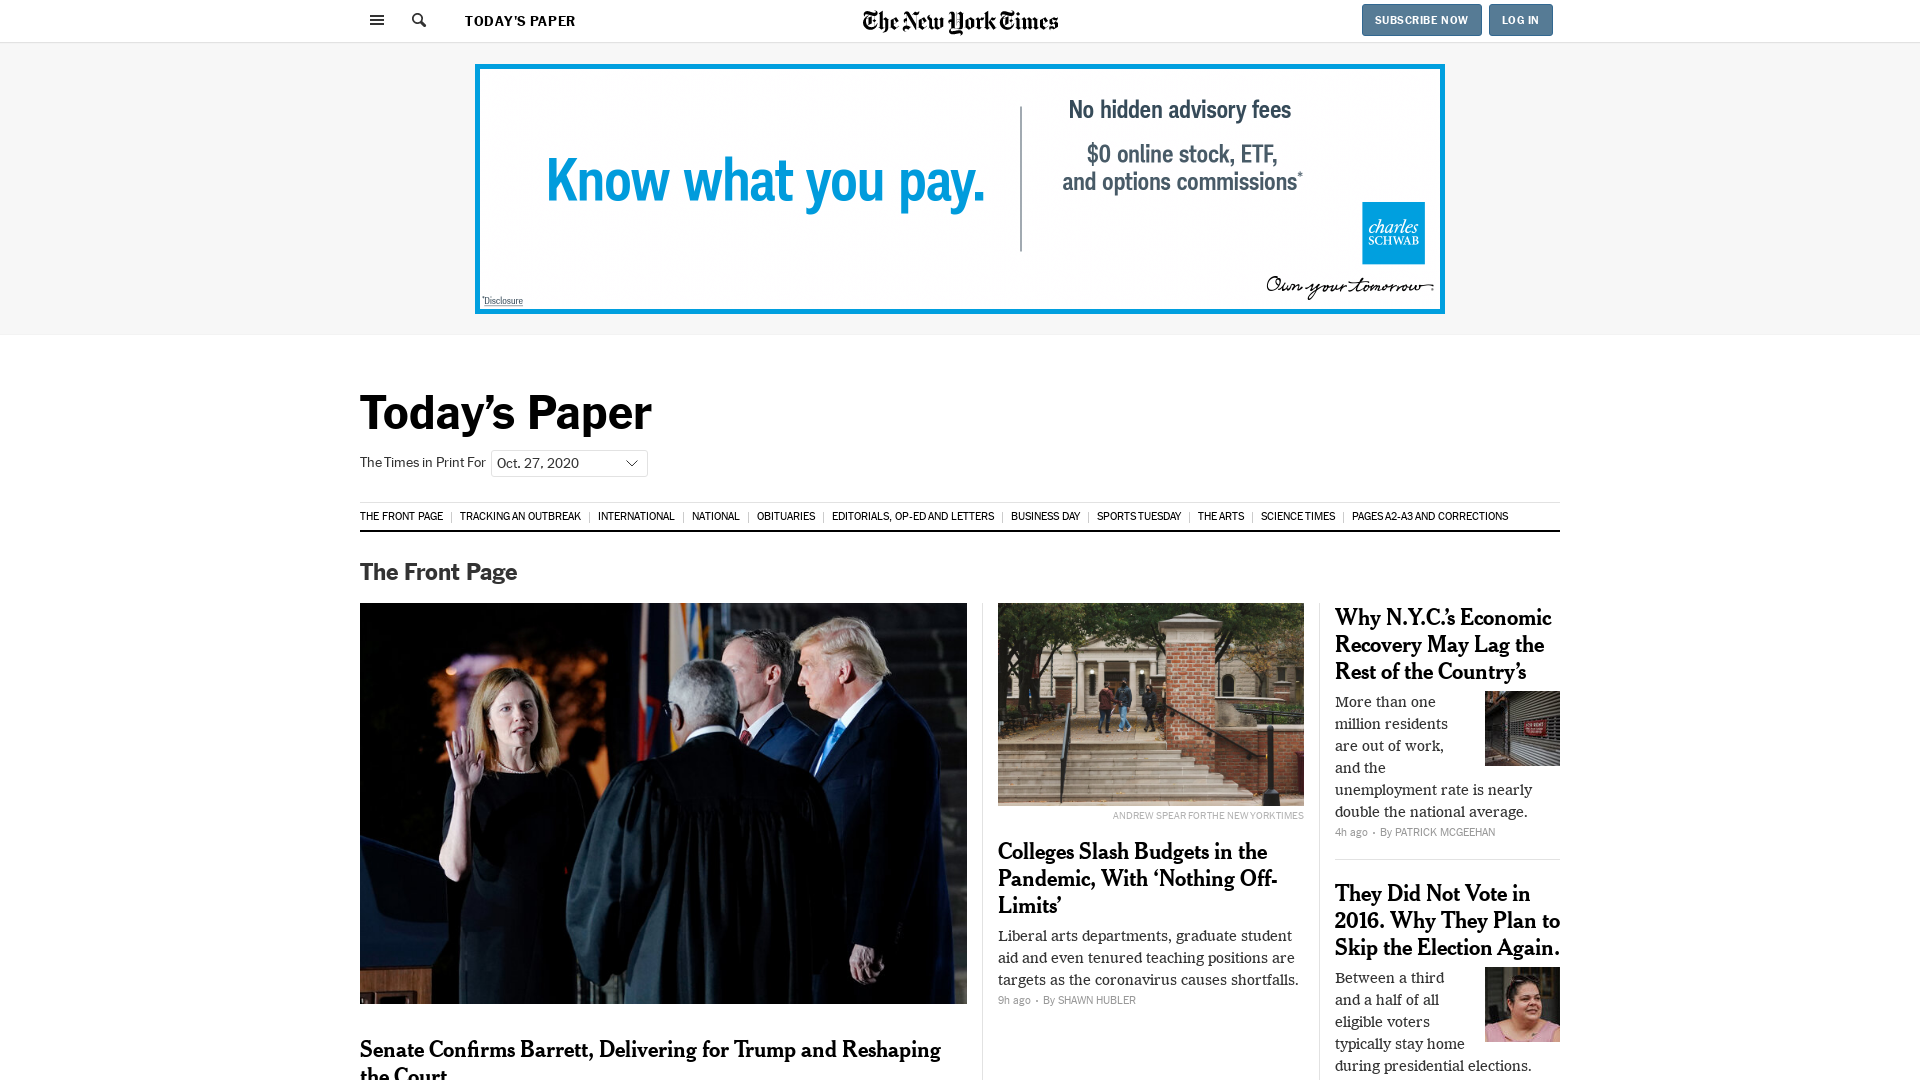 TODAY'S PAPER
The New York Times
SUBSCRIBE NOW
LOG IN
Know what you pay.
No hidden advisory fees
$0 online stock, ETF,
and options commissions*
charles
SCHWAB
Own your tomorrow
*Disclosure
Today’s Paper
The Times in Print For
Oct. 27, 2020
THE FRONT PAGE
TRACKING AN OUTBREAK
INTERNATIONAL
NATIONAL
OBITUARIES
EDITORIALS, OP-ED AND LETTERS
BUSINESS DAY
SPORTS TUESDAY
THE ARTS
SCIENCE TIMES
PAGES A2-A3 AND CORRECTIONS
The Front Page
Senate Confirms Barrett, Delivering for Trump and Reshaping
the Court
ANDREW SPEAR FOR THE NEW YORK TIMES
Colleges Slash Budgets in the
Pandemic, With ‘Nothing Off-
Limits’
Liberal arts departments, graduate student
aid and even tenured teaching positions are
targets as the coronavirus causes shortfalls.
9h ago • By SHAWN HUBLER
Why N.Y.C.’s Economic
Recovery May Lag the
Rest of the Country’s
More than one
million residents
are out of work,
and the
unemployment rate is nearly
double the national average.
4h ago • By PATRICK MCGEEHAN
They Did Not Vote in
2016. Why They Plan to
Skip the Election Again.
Between a third
and a half of all
eligible voters
typically stay home
during presidential elections.